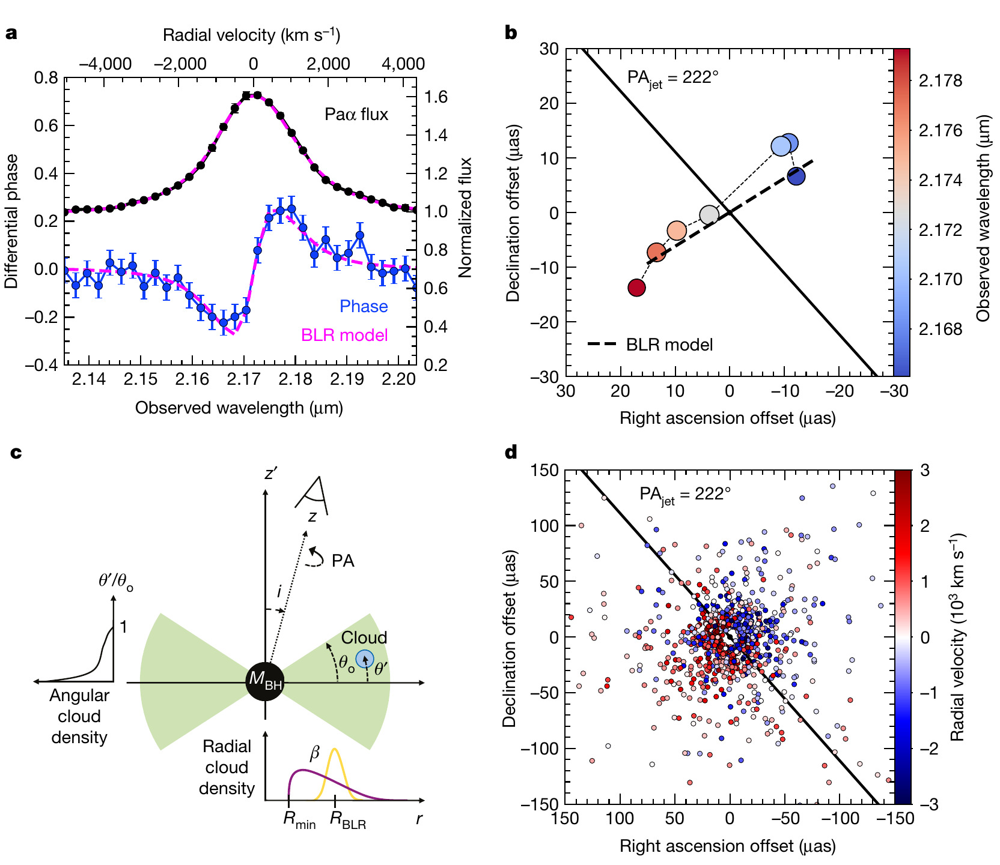 a
Radial velocity (km s⁻¹)
−4,000 −2,000 0 2,000 4,000
0.8
0.6
0.4
0.2
0.0
−0.2
−0.4
Differential phase
Paα flux
Phase
BLR model
1.6
1.4
1.2
1.0
0.8
0.6
0.4
0.2
Normalized flux
2.14 2.15 2.16 2.17 2.18 2.19 2.20
Observed wavelength (μm)
b
30
20
10
0
−10
−20
−30
Declination offset (μas)
PAjet = 222°
BLR model
30 20 10 0 −10 −20 −30
Right ascension offset (μas)
2.178
2.176
2.174
2.172
2.170
2.168
Observed wavelength (μm)
c
z′
z
PA
i
θ′/θo
1
Cloud
θo
θ′
MBH
Angular
cloud
density
Radial
cloud
density
β
Rmin RBLR r
d
150
100
50
0
−50
−100
−150
Declination offset (μas)
PAjet = 222°
150 100 50 0 −50 −100 −150
Right ascension offset (μas)
3
2
1
0
−1
−2
−3
Radial velocity (10³ km s⁻¹)